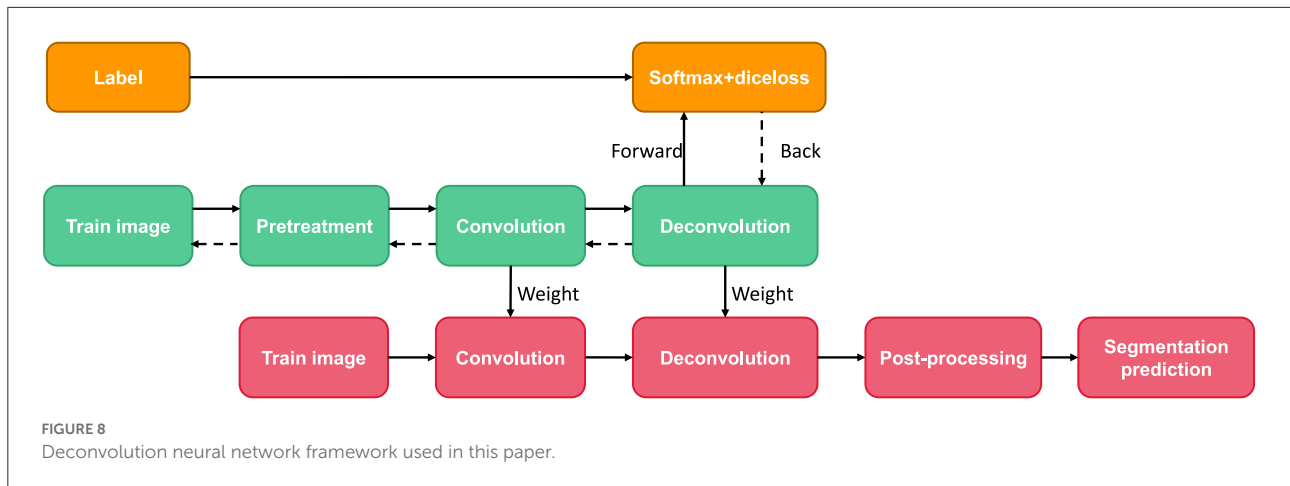 Label
Softmax+diceloss
Forward
Back
Train image
Pretreatment
Convolution
Deconvolution
Weight
Weight
Train image
Convolution
Deconvolution
Post-processing
Segmentation
prediction
FIGURE 8
Deconvolution neural network framework used in this paper.